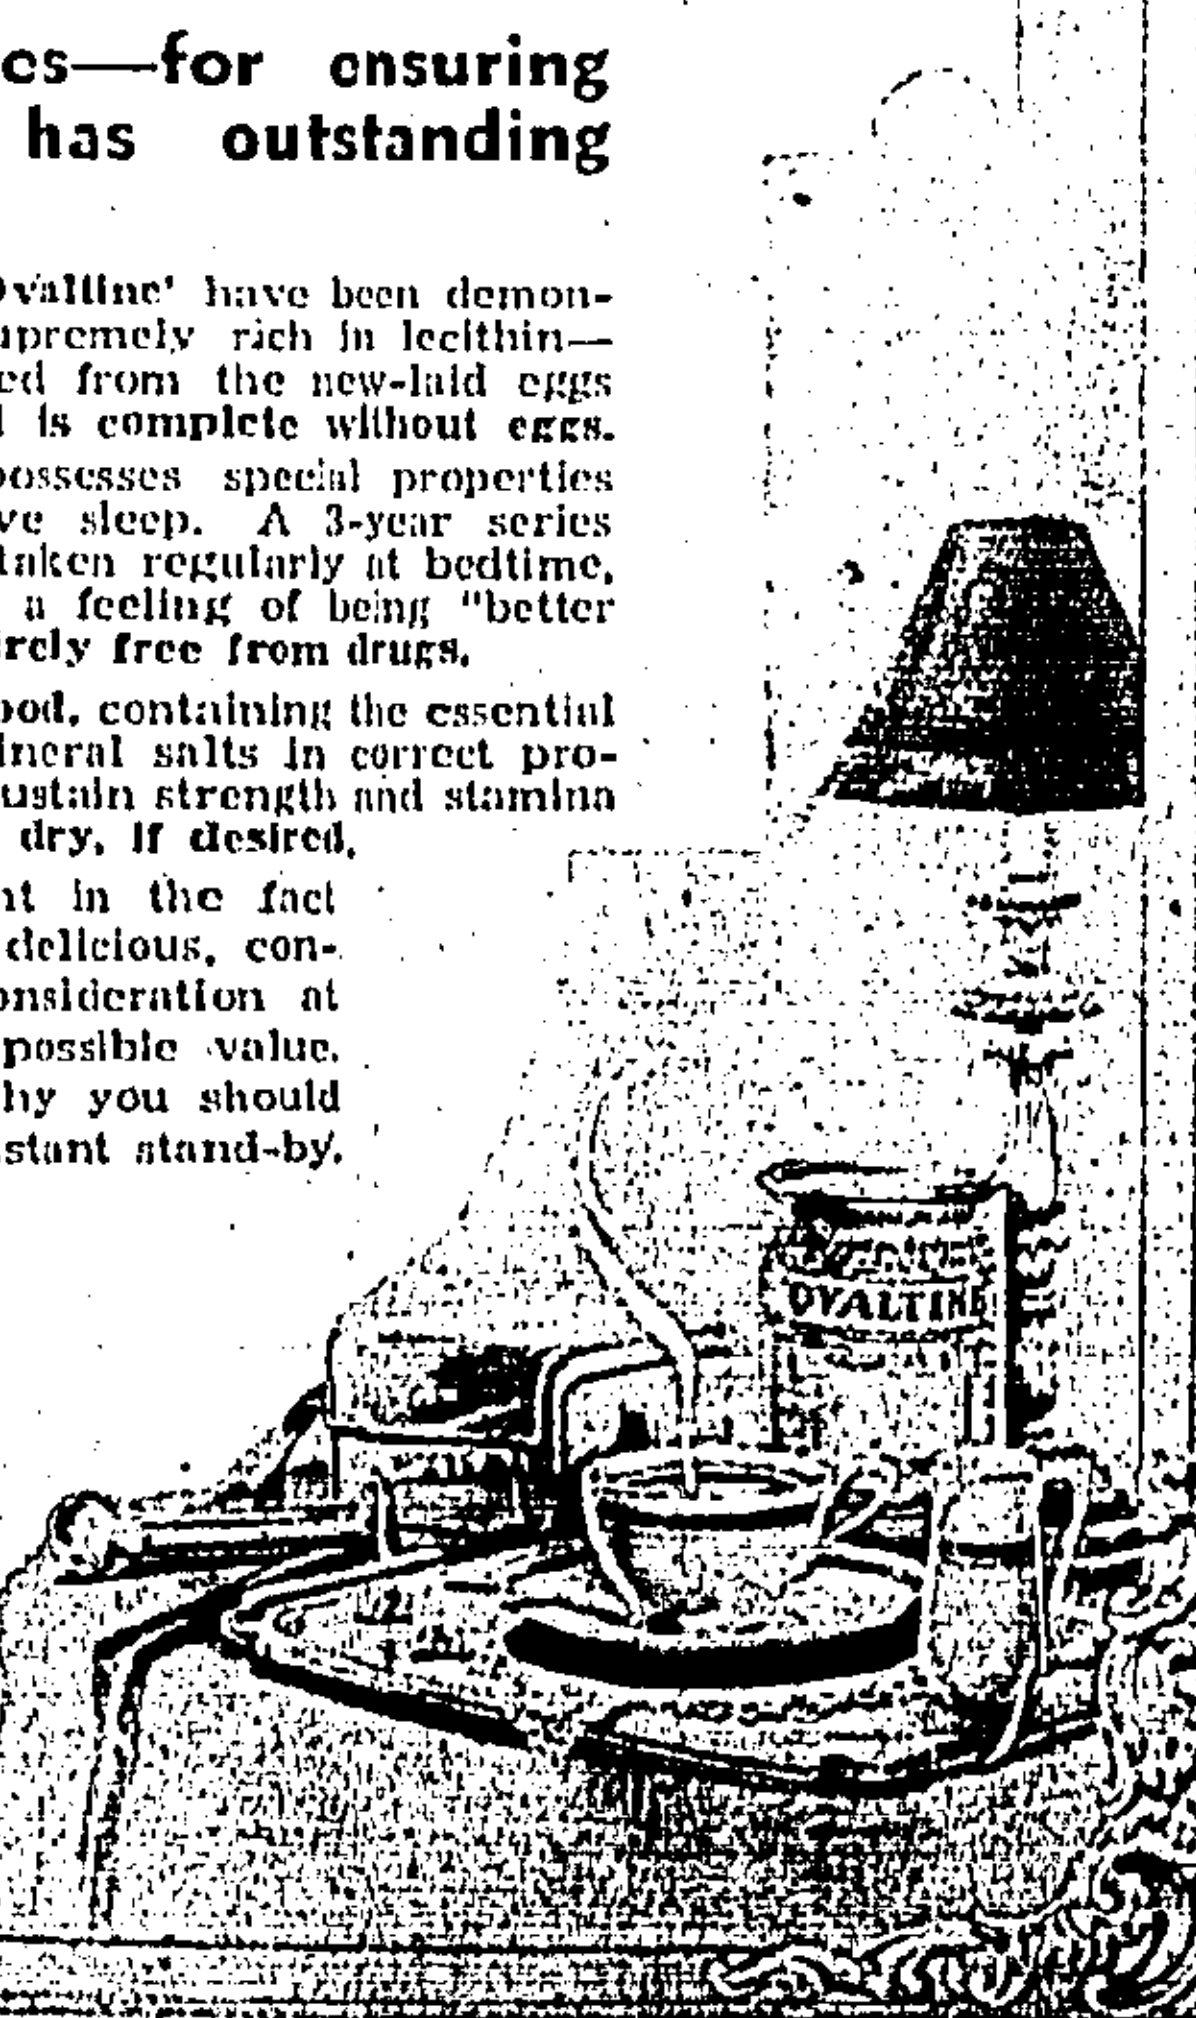 cs—for ensuring
has outstanding
Ovaltine' have been demon-
upremely rich in lecithin—
ed from the new-laid eggs
is complete without eggs.
possesses special properties
ve sleep. A 3-year series
taken regularly at bedtime,
a feeling of being "better
irely free from drugs.
ood, containing the essential
ineral salts in correct pro-
ustain strength and stamina
dry, if desired.
nt in the fact
delicious, con-
onsideration at
possible value.
hy you should
stant stand-by.
OVALTINE